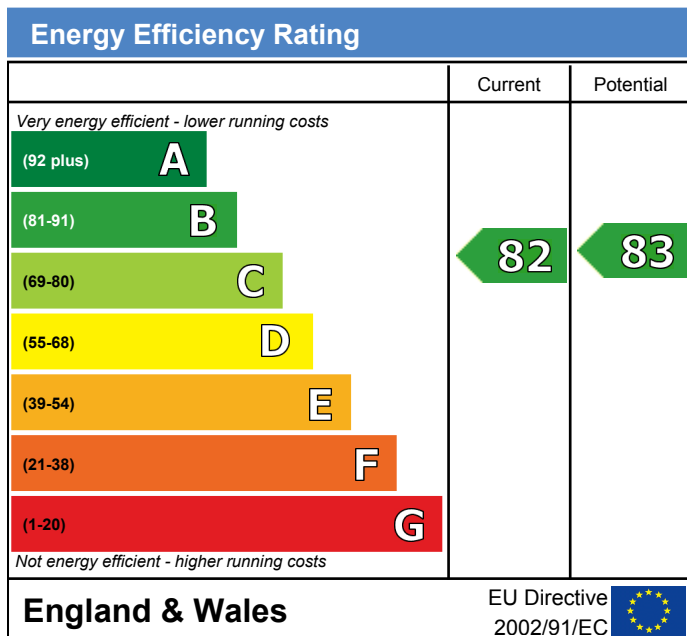 Energy Efficiency Rating
Current Potential
Very energy efficient - lower running costs
(92 plus) A
(81-91) B
(69-80) C
(55-68) D
(39-54) E
(21-38) F
(1-20) G
82 83
Not energy efficient - higher running costs
England & Wales
EU Directive
2002/91/EC